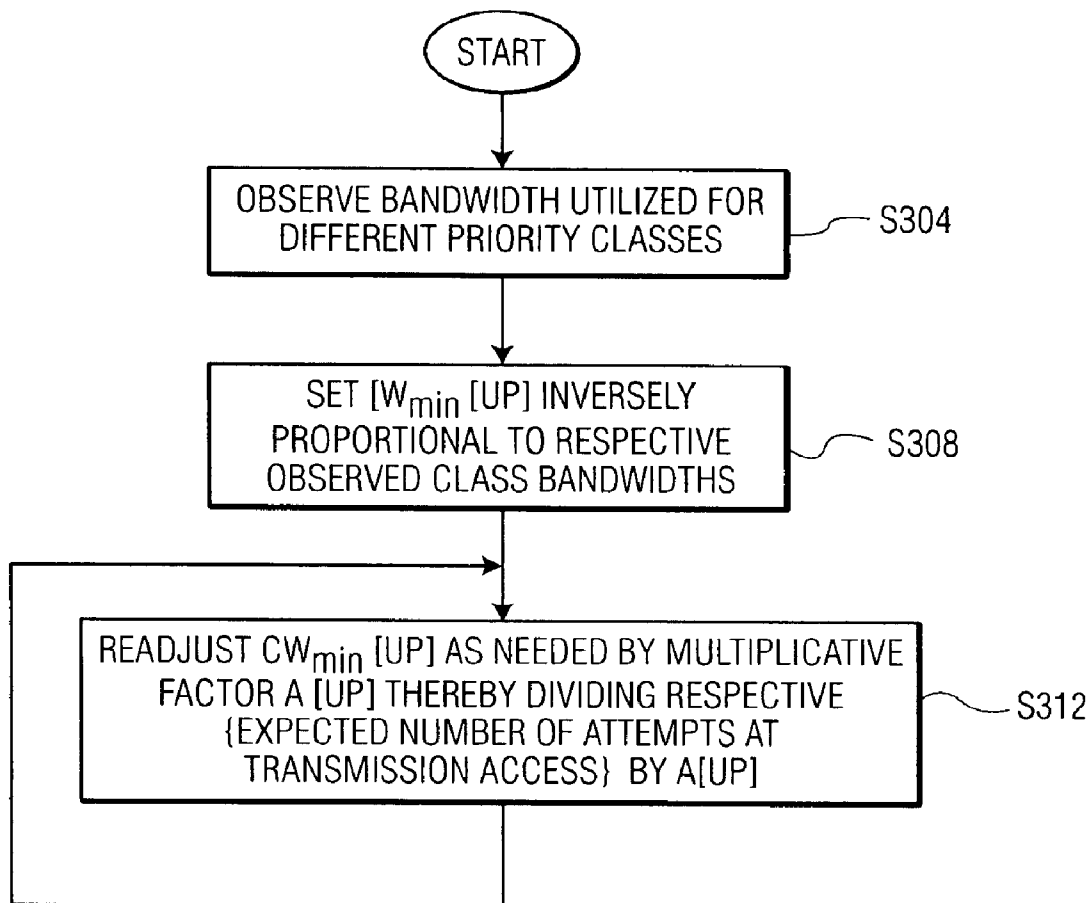 START
OBSERVE BANDWIDTH UTILIZED FOR
DIFFERENT PRIORITY CLASSES
S304
SET [Wmin [UP] INVERSELY
PROPORTIONAL TO RESPECTIVE
OBSERVED CLASS BANDWIDTHS
S308
READJUST CWmin [UP] AS NEEDED BY MULTIPLICATIVE
FACTOR A [UP] THEREBY DIVIDING RESPECTIVE
{EXPECTED NUMBER OF ATTEMPTS AT
TRANSMISSION ACCESS} BY A[UP]
S312